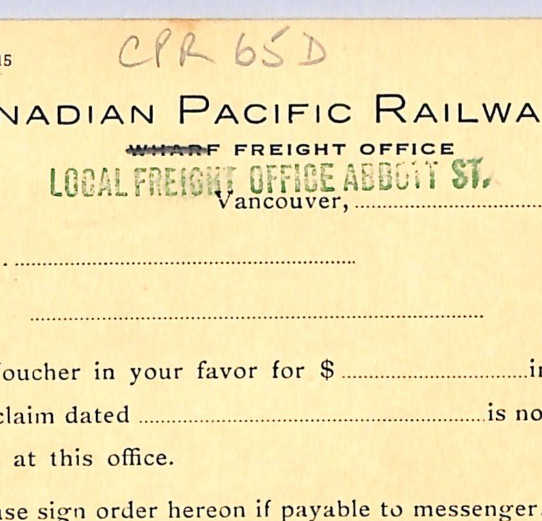 15
CPR 65D
NADIAN PACIFIC RAILWA
WHARF FREIGHT OFFICE
LOCAL FREIGHT OFFICE ABBOTT ST.
Vancouver,
oucher in your favor for $ in
claim dated is no
at this office.
ase sign order hereon if payable to messenger.